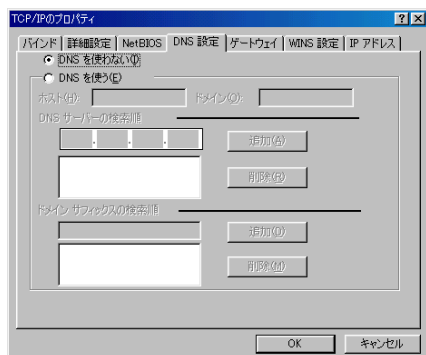 TCP/IPのプロパティ
バインド 詳細設定 NetBIOS DNS 設定 ゲートウェイ WINS 設定 IP アドレス
DNS を使わない(I)
DNS を使う(E)
ホスト(H): ドメイン(O):
DNS サーバーの検索順
追加(A)
削除(R)
ドメイン サフィックスの検索順
追加(D)
削除(M)
OK キャンセル